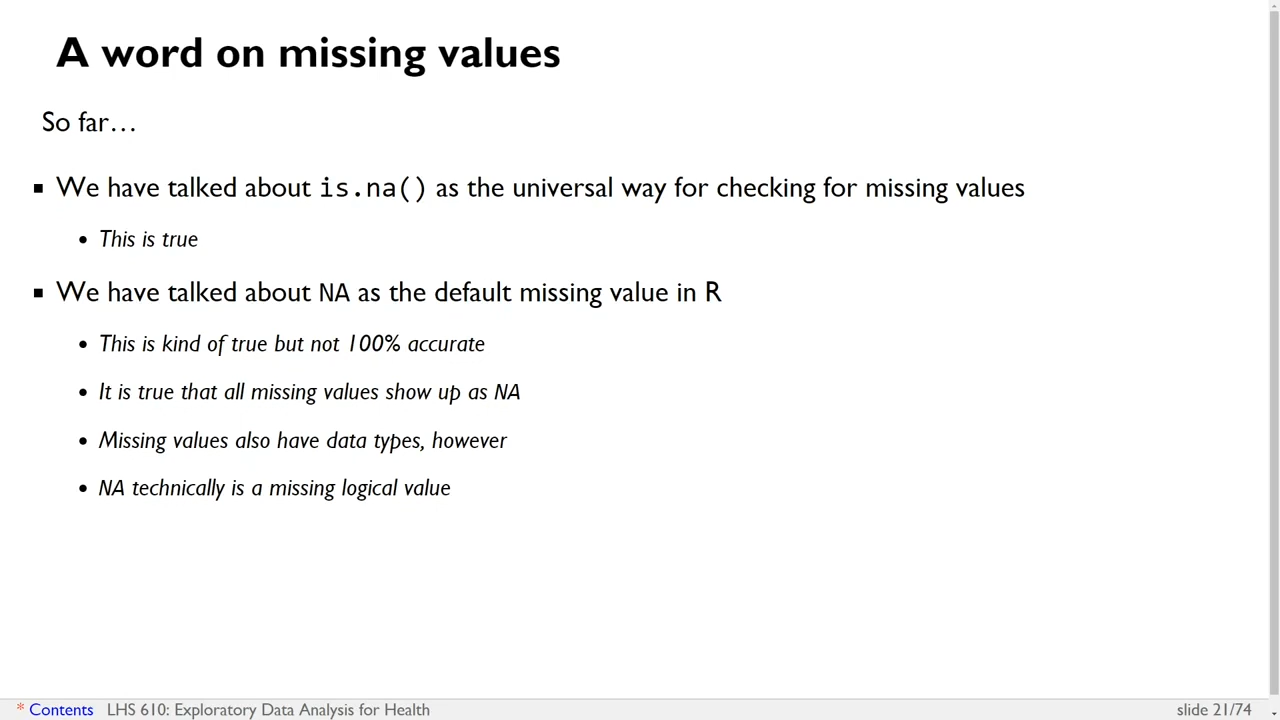 A word on missing values
So far…
We have talked about is.na() as the universal way for checking for missing values
This is true
We have talked about NA as the default missing value in R
This is kind of true but not 100% accurate
It is true that all missing values show up as NA
Missing values also have data types, however
NA technically is a missing logical value
* Contents LHS 610: Exploratory Data Analysis for Health slide 21/74